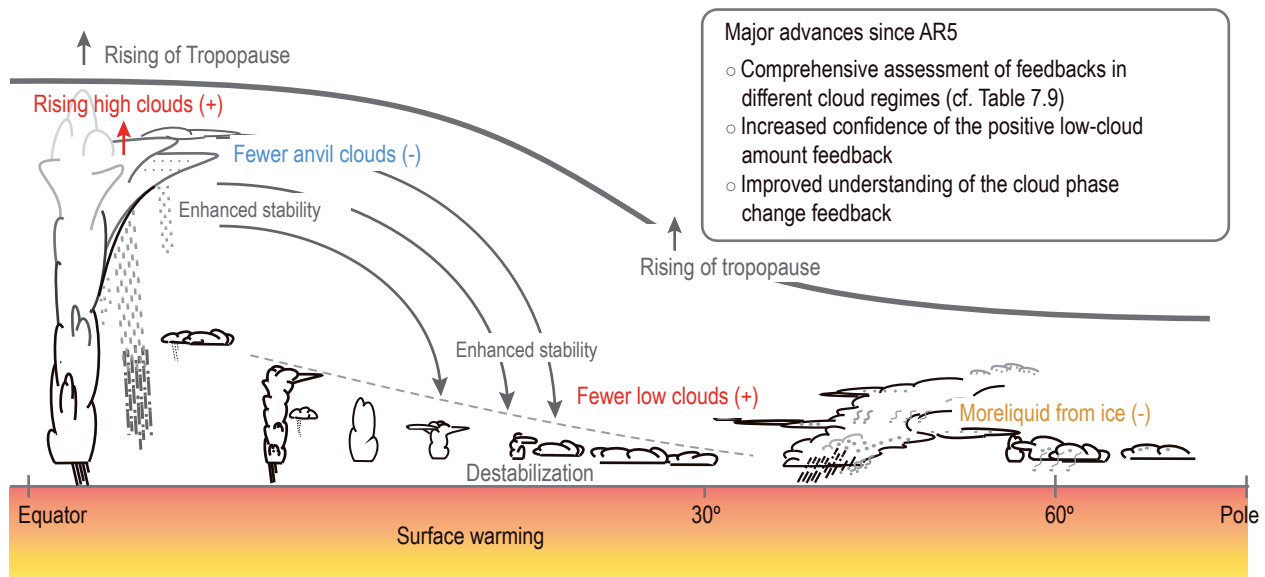 Rising of Tropopause
Rising high clouds (+)
Fewer anvil clouds (-)
Enhanced stability
Major advances since AR5
○ Comprehensive assessment of feedbacks in
different cloud regimes (cf. Table 7.9)
○ Increased confidence of the positive low-cloud
amount feedback
○ Improved understanding of the cloud phase
change feedback
Rising of tropopause
Enhanced stability
Fewer low clouds (+)
Moreliquid from ice (-)
Destabilization
Equator
30º
60º
Pole
Surface warming